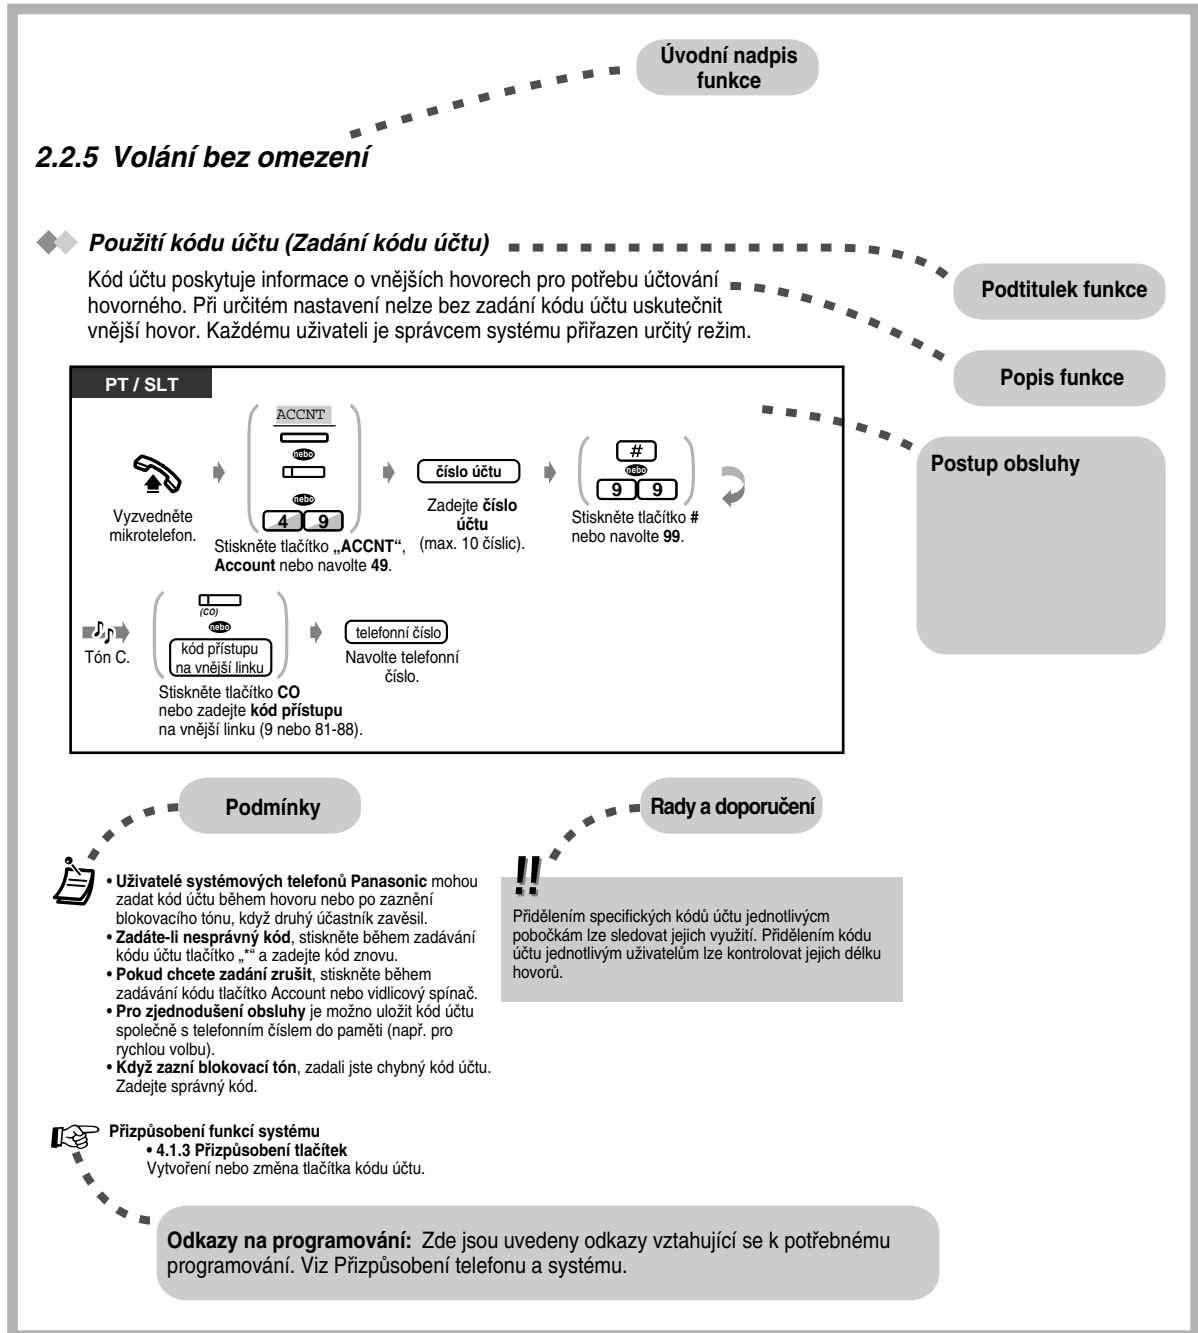 Úvodní nadpis
funkce
2.2.5 Volání bez omezení
Použití kódu účtu (Zadání kódu účtu)
Kód účtu poskytuje informace o vnějších hovorech pro potřebu účtování
hovorného. Při určitém nastavení nelze bez zadání kódu účtu uskutečnit
vnější hovor. Každému uživateli je správcem systému přiřazen určitý režim.
Podtitulek funkce
Popis funkce
Postup obsluhy
PT / SLT
Vyzvedněte
mikrotelefon.
ACCNT
nebo
nebo
4 9
Stiskněte tlačítko „ACCNT“,
Account nebo navolte 49.
číslo účtu
Zadejte číslo
účtu
(max. 10 číslic).
#
nebo
9 9
Stiskněte tlačítko #
nebo navolte 99.
Tón C.
(CO)
nebo
kód přístupu
na vnější linku
Stiskněte tlačítko CO
nebo zadejte kód přístupu
na vnější linku (9 nebo 81-88).
telefonní číslo
Navolte telefonní
číslo.
Podmínky
• Uživatelé systémových telefonů Panasonic mohou
zadat kód účtu během hovoru nebo po zaznění
blokovacího tónu, když druhý účastník zavěsil.
• Zadáte-li nesprávný kód, stiskněte během zadávání
kódu účtu tlačítko „*“ a zadejte kód znovu.
• Pokud chcete zadání zrušit, stiskněte během
zadávání kódu tlačítko Account nebo vidlicový spínač.
• Pro zjednodušení obsluhy je možno uložit kód účtu
společně s telefonním číslem do paměti (např. pro
rychlou volbu).
• Když zazní blokovací tón, zadali jste chybný kód účtu.
Zadejte správný kód.
Rady a doporučení
!!
Přidělením specifických kódů účtu jednotlivýcm
pobočkám lze sledovat jejich využití. Přidělením kódu
účtu jednotlivým uživatelům lze kontrolovat jejich délku
hovorů.
Přizpůsobení funkcí systému
• 4.1.3 Přizpůsobení tlačítek
Vytvoření nebo změna tlačítka kódu účtu.
Odkazy na programování: Zde jsou uvedeny odkazy vztahující se k potřebnému
programování. Viz Přizpůsobení telefonu a systému.